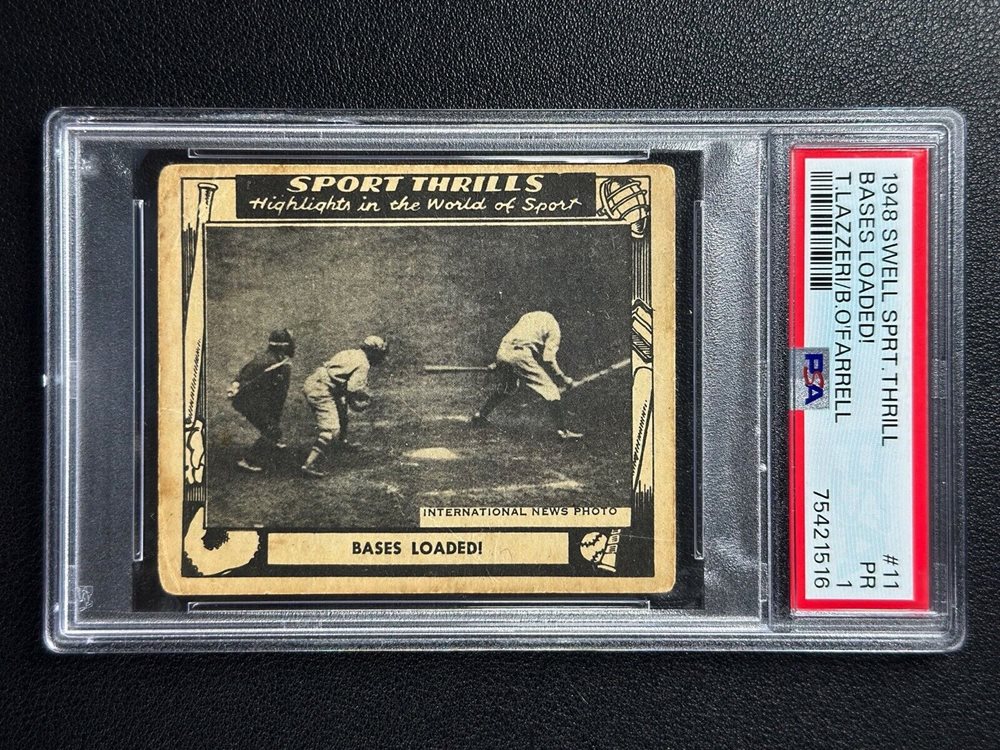 SPORT THRILLS
Highlights in the World of Sport
INTERNATIONAL NEWS PHOTO
BASES LOADED!
1948 SWELL SPRT.THRILL #11
BASES LOADED! PR
T.LAZZERI/B.O'FARRELL 1
75421516
PSA